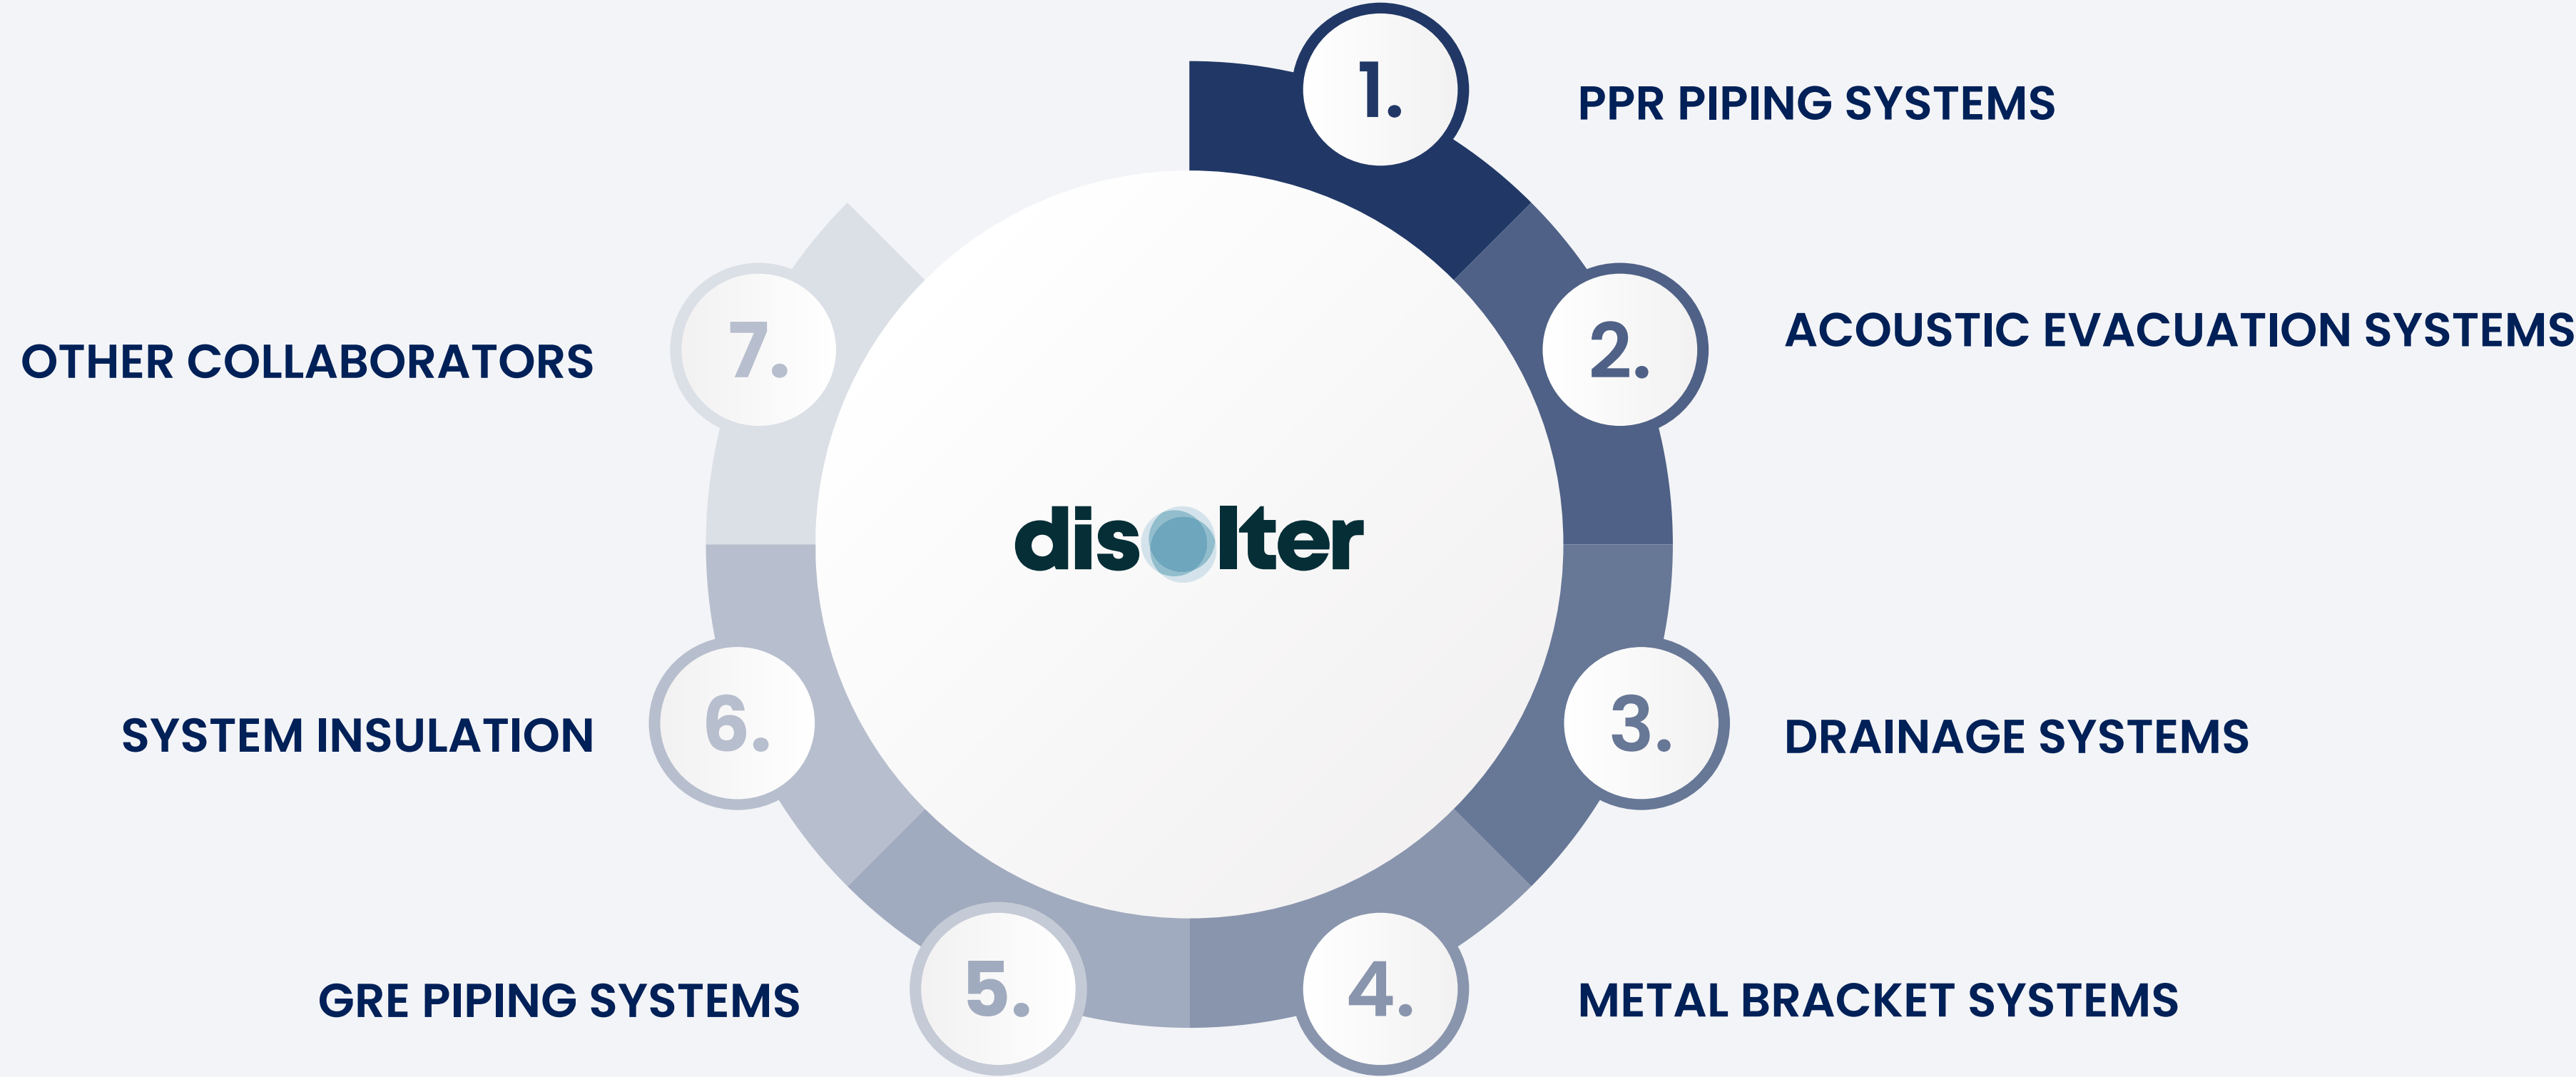 1.
PPR PIPING SYSTEMS
2.
ACOUSTIC EVACUATION SYSTEMS
3.
DRAINAGE SYSTEMS
4.
METAL BRACKET SYSTEMS
5.
GRE PIPING SYSTEMS
6.
SYSTEM INSULATION
7.
OTHER COLLABORATORS
disolter